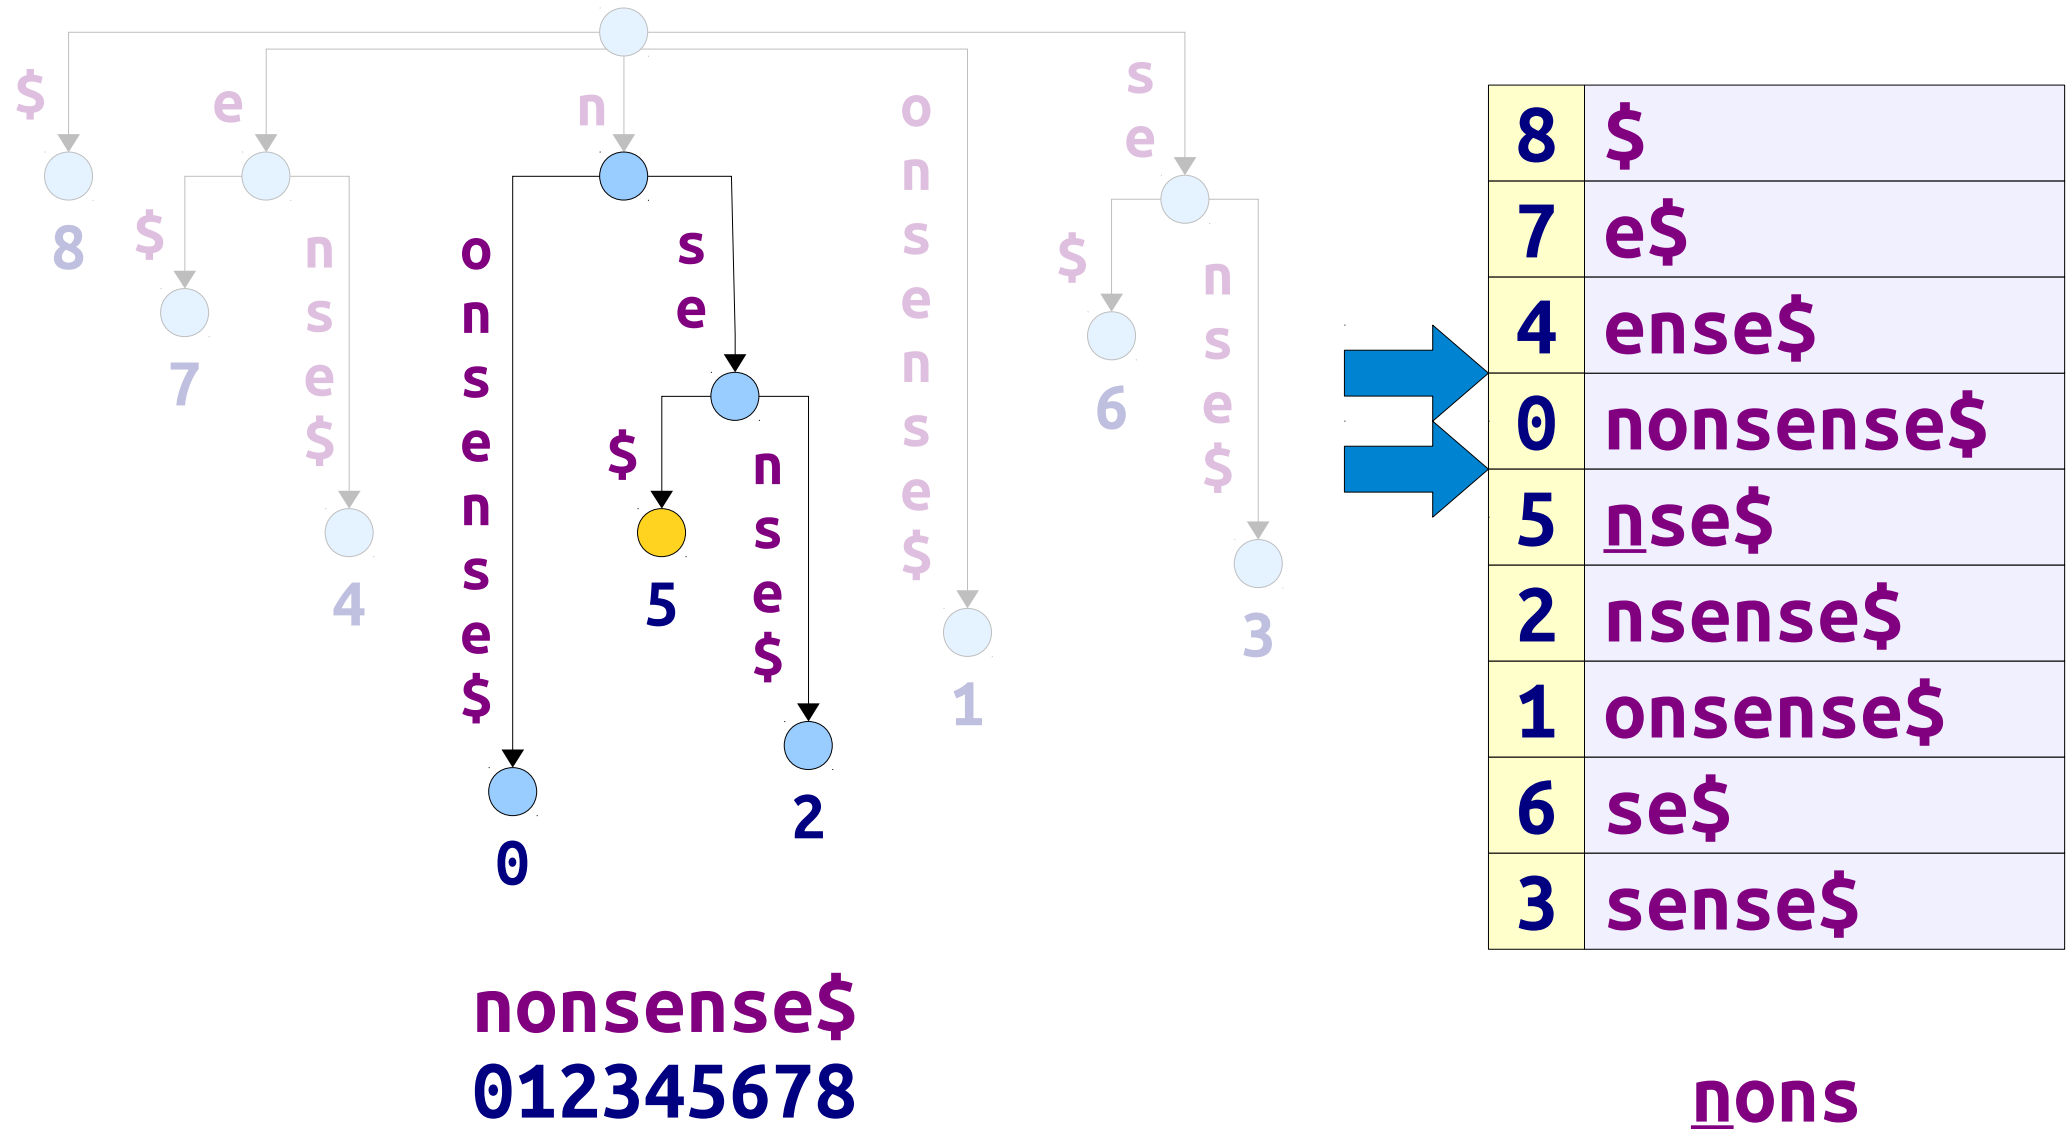 $
e
n
o
n
s
e
n
s
e
$
s
e
8
$
7
n
s
e
$
4
o
n
s
e
n
s
e
$
0
s
e
$
5
n
s
e
$
2
1
$
6
n
s
e
$
3
8 $
7 e$
4 ense$
0 nonsense$
5 nse$
2 nsense$
1 onsense$
6 se$
3 sense$
nonsense$
012345678
nons